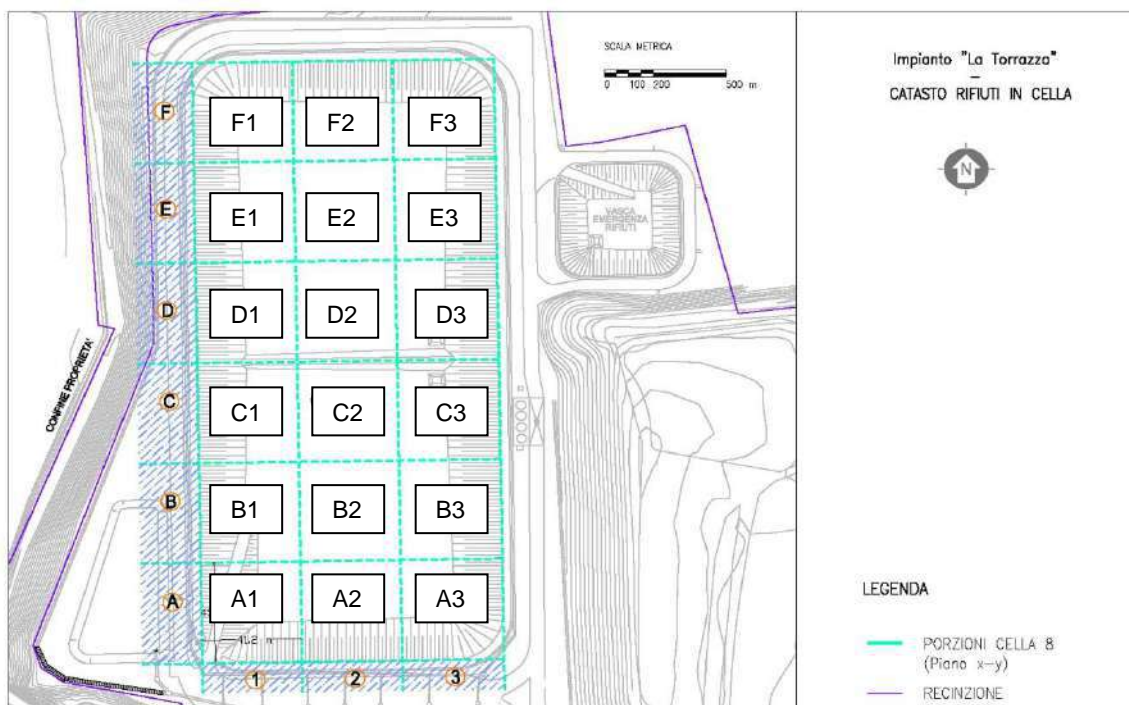 SCALA METRICA
0 100 200 500 m
Impianto "La Torrazza"
–
CATASTO RIFIUTI IN CELLA
N
F
F1 F2 F3
VASCA
EMERGENZA
RIFIUTI
E
E1 E2 E3
D
D1 D2 D3
CONFINE PROPRIETA'
C
C1 C2 C3
B
B1 B2 B3
A
A1 A2 A3
1 2 3
LEGENDA
PORZIONI CELLA 8
(Piano x-y)
RECINZIONE